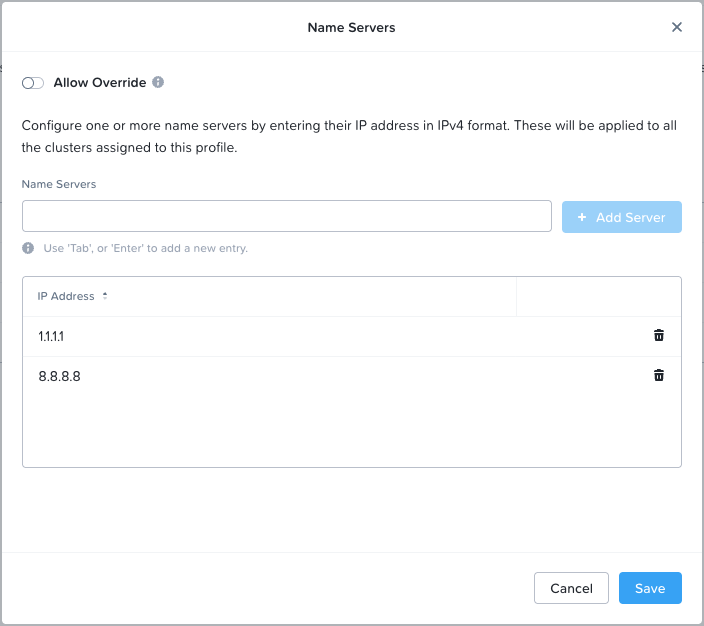 Name Servers
Allow Override
Configure one or more name servers by entering their IP address in IPv4 format. These will be applied to all
the clusters assigned to this profile.
Name Servers
+ Add Server
Use 'Tab', or 'Enter' to add a new entry.
IP Address
1.1.1.1
8.8.8.8
Cancel
Save